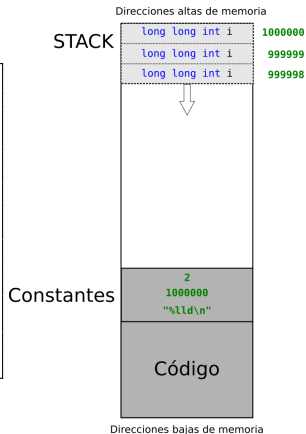 Direcciones altas de memoria
STACK
long long int i 1000000
long long int i 999999
long long int i 999998
Constantes
2
1000000
"%lld\n"
Código
Direcciones bajas de memoria